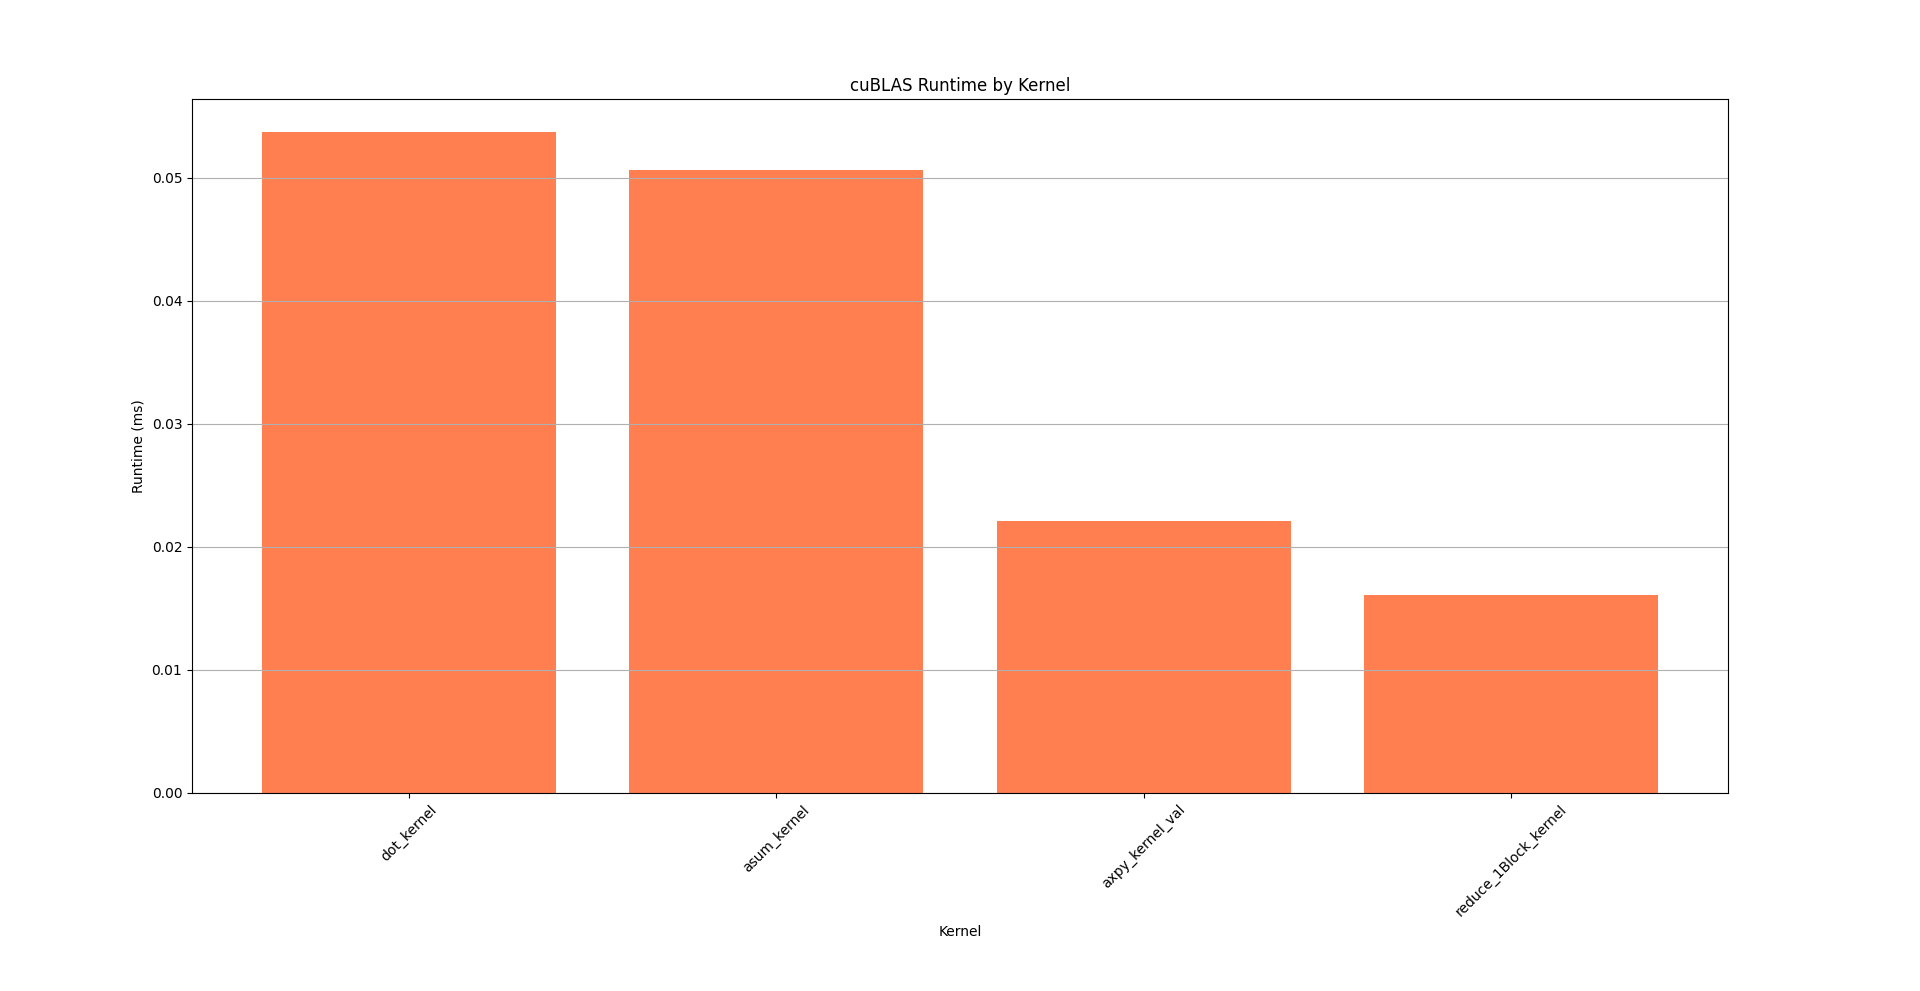 cuBLAS Runtime by Kernel
Runtime (ms)
0.05
0.04
0.03
0.02
0.01
0.00
dot_kernel
asum_kernel
axpy_kernel_val
reduce_1Block_kernel
Kernel